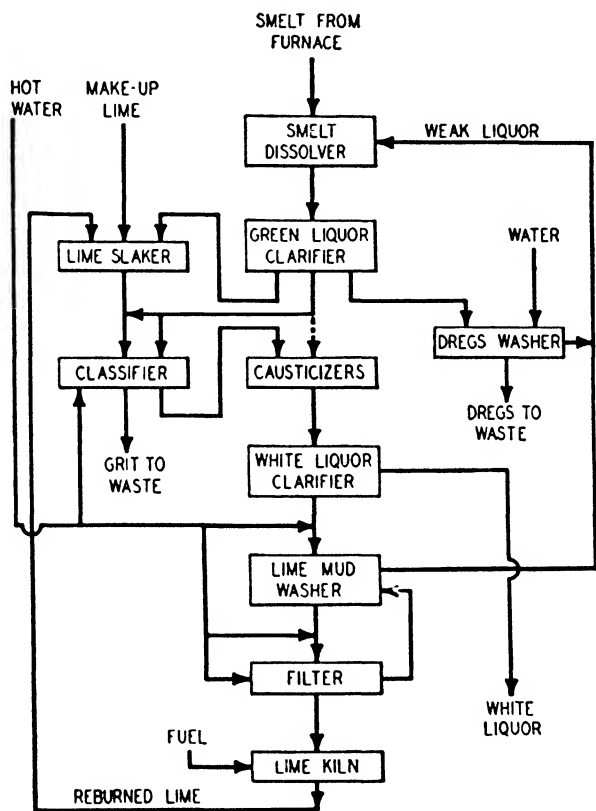 SMELT FROM
FURNACE
HOT
WATER
MAKE-UP
LIME
SMELT
DISSOLVER
WEAK LIQUOR
LIME SLAKER
GREEN LIQUOR
CLARIFIER
WATER
DREGS WASHER
CLASSIFIER
CAUSTICIZERS
DREGS TO
WASTE
GRIT TO
WASTE
WHITE LIQUOR
CLARIFIER
LIME MUD
WASHER
FILTER
WHITE
LIQUOR
FUEL
LIME KILN
REBURNED LIME